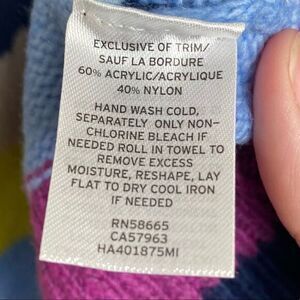 EXCLUSIVE OF TRIM/
SAUF LA BORDURE
60% ACRYLIC/ACRYLIQUE
40% NYLON
HAND WASH COLD,
SEPARATELY ONLY NON-
CHLORINE BLEACH IF
NEEDED ROLL IN TOWEL TO
REMOVE EXCESS
MOISTURE, RESHAPE, LAY
FLAT TO DRY COOL IRON
IF NEEDED
RN58665
CA57963
HA401875MI